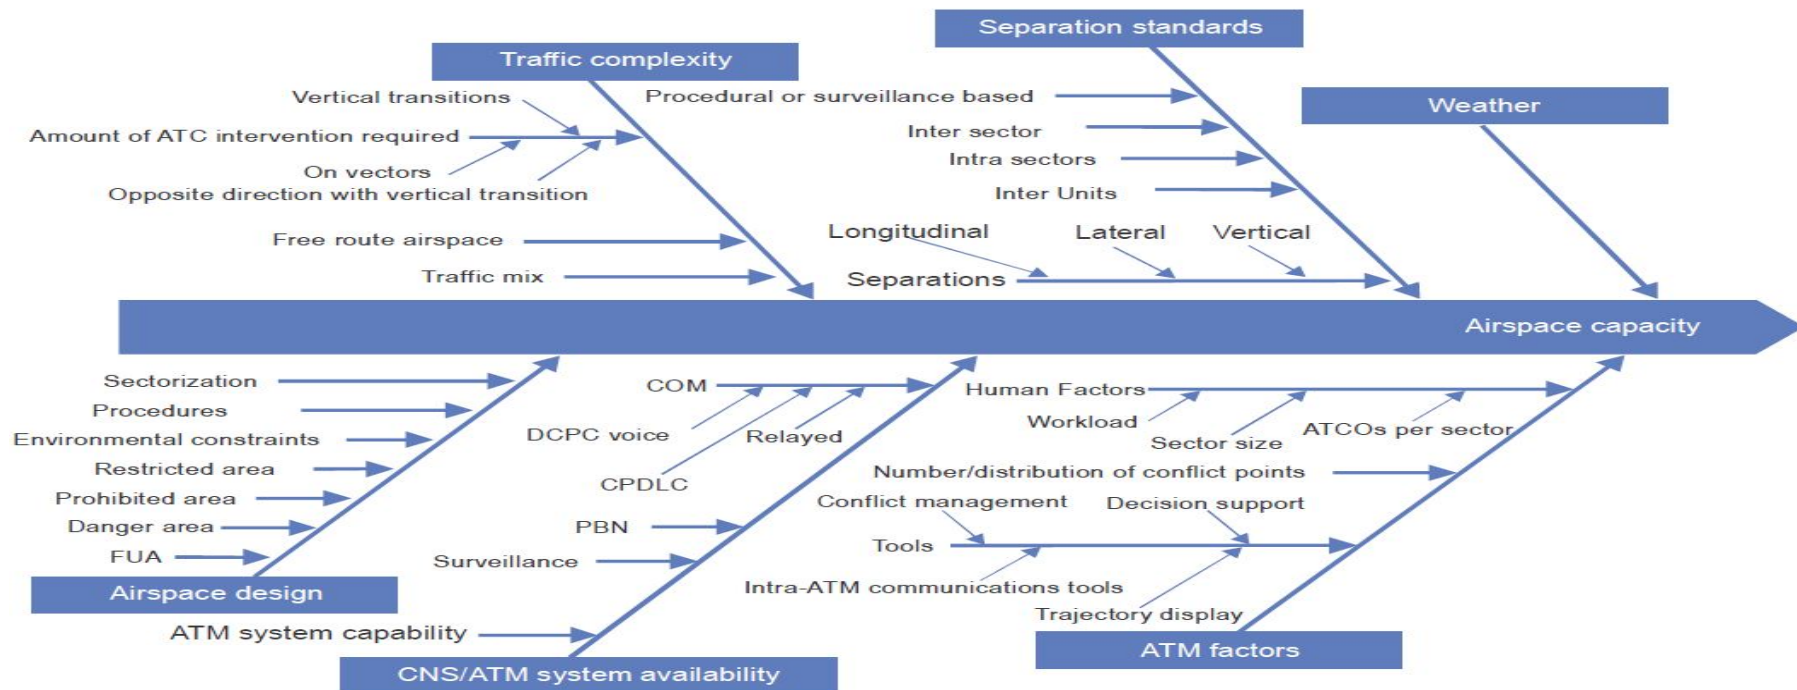 Separation standards
Traffic complexity
Vertical transitions
Procedural or surveillance based
Weather
Amount of ATC intervention required
Inter sector
On vectors
Intra sectors
Opposite direction with vertical transition
Inter Units
Free route airspace
Longitudinal
Lateral
Vertical
Traffic mix
Separations
Airspace capacity
Sectorization
COM
Human Factors
Procedures
DCPC voice
Relayed
Workload
Sector size
ATCOs per sector
Environmental constraints
Restricted area
CPDLC
Number/distribution of conflict points
Prohibited area
Conflict management
Decision support
Danger area
PBN
Tools
FUA
Surveillance
Intra-ATM communications tools
Airspace design
Trajectory display
ATM system capability
ATM factors
CNS/ATM system availability